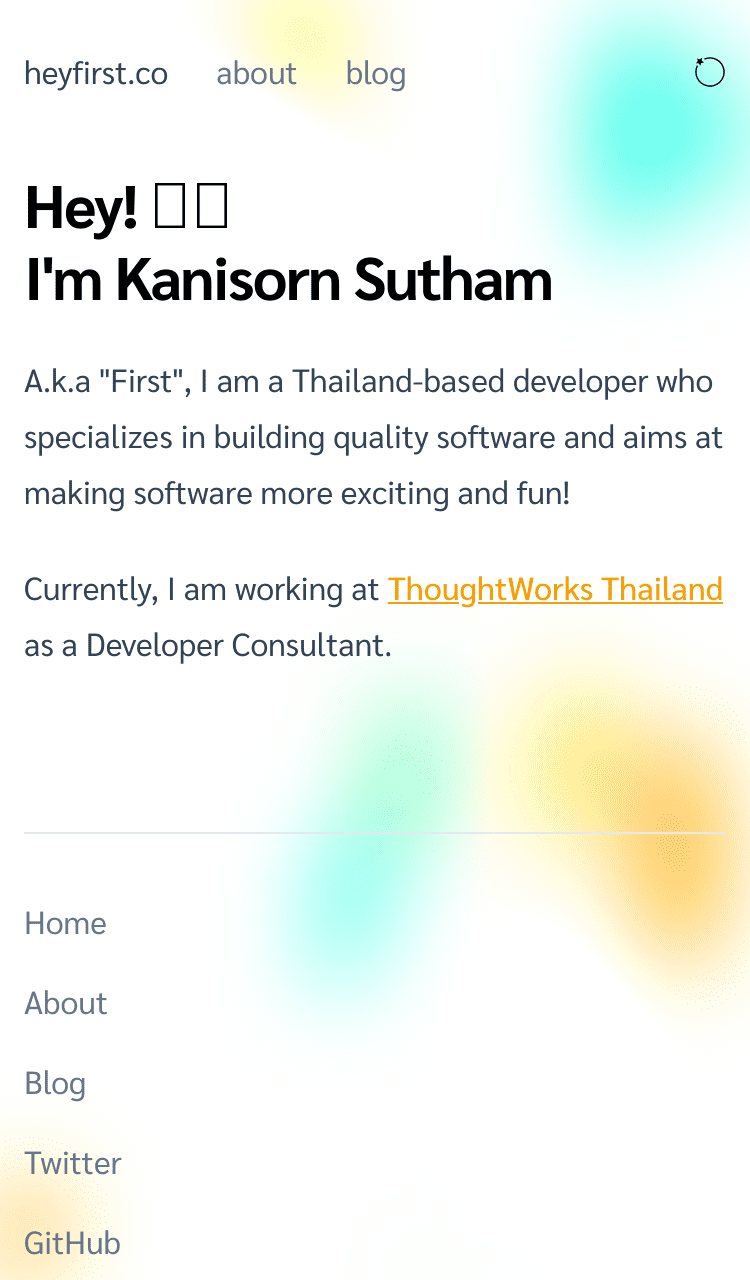 heyfirst.co about blog
Hey! 
I'm Kanisorn Sutham
A.k.a "First", I am a Thailand-based developer who
specializes in building quality software and aims at
making software more exciting and fun!
Currently, I am working at ThoughtWorks Thailand
as a Developer Consultant.
Home
About
Blog
Twitter
GitHub